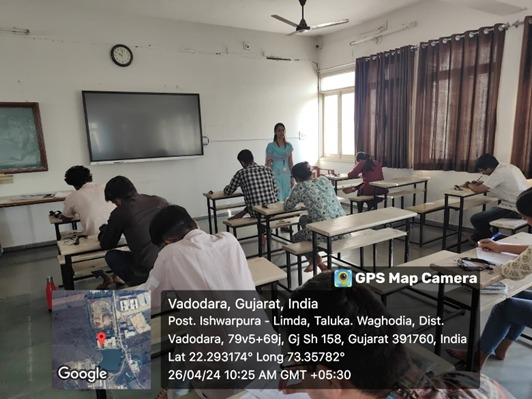 GPS Map Camera
Vadodara, Gujarat, India
Post. Ishwarpura - Limda, Taluka. Waghodia, Dist.
Vadodara, 79v5+69j, Gj Sh 158, Gujarat 391760, India
Lat 22.293174° Long 73.35782°
26/04/24 10:25 AM GMT +05:30
Google